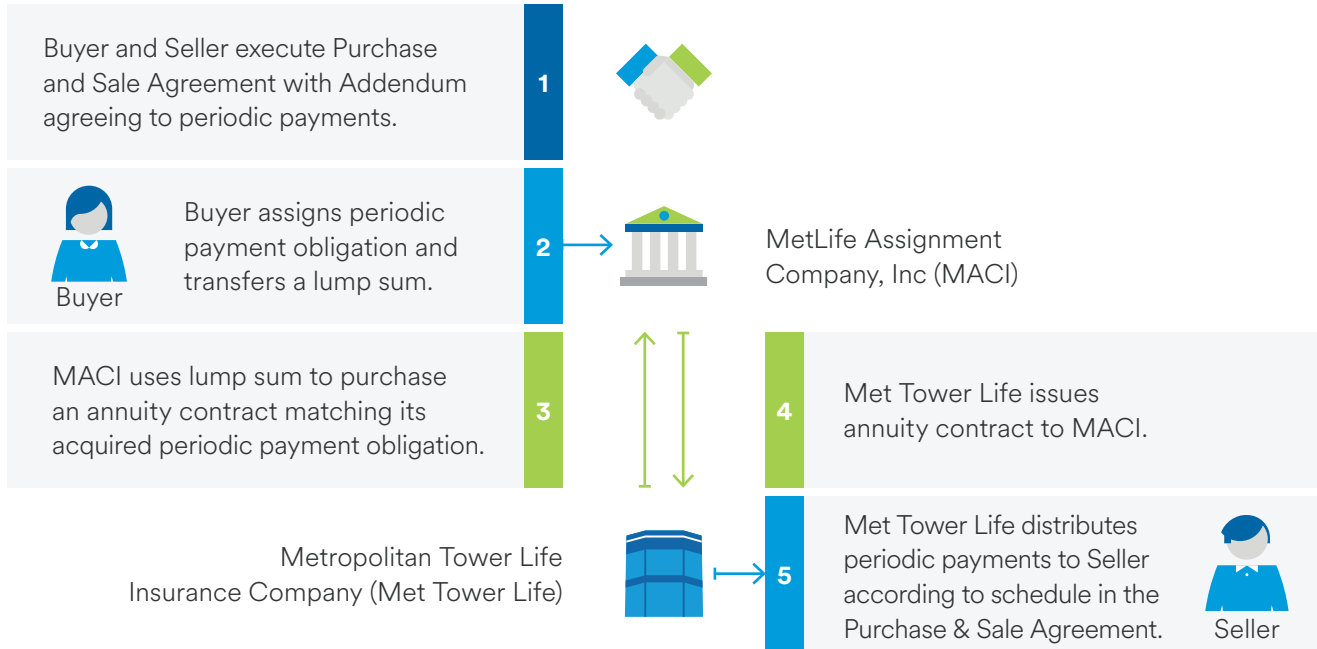 Buyer and Seller execute Purchase
and Sale Agreement with Addendum
agreeing to periodic payments.
1
Buyer
Buyer assigns periodic
payment obligation and
transfers a lump sum.
2
MetLife Assignment
Company, Inc (MACI)
MACI uses lump sum to purchase
an annuity contract matching its
acquired periodic payment obligation.
3
4
Met Tower Life issues
annuity contract to MACI.
Metropolitan Tower Life
Insurance Company (Met Tower Life)
5
Met Tower Life distributes
periodic payments to Seller
according to schedule in the
Purchase & Sale Agreement.
Seller